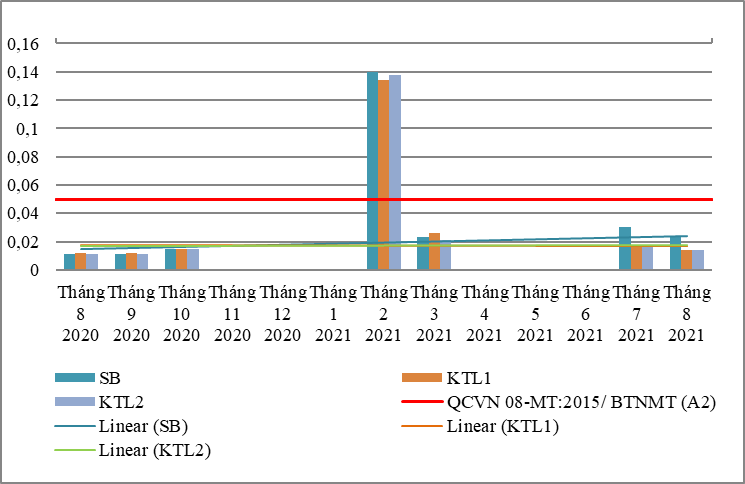 0,16
0,14
0,12
0,1
0,08
0,06
0,04
0,02
0
Tháng Tháng Tháng Tháng Tháng Tháng Tháng Tháng Tháng Tháng Tháng Tháng Tháng
8 9 10 11 12 1 2 3 4 5 6 7 8
2020 2020 2020 2020 2020 2021 2021 2021 2021 2021 2021 2021 2021
SB KTL1
KTL2 QCVN 08-MT:2015/ BTNMT (A2)
Linear (SB) Linear (KTL1)
Linear (KTL2)